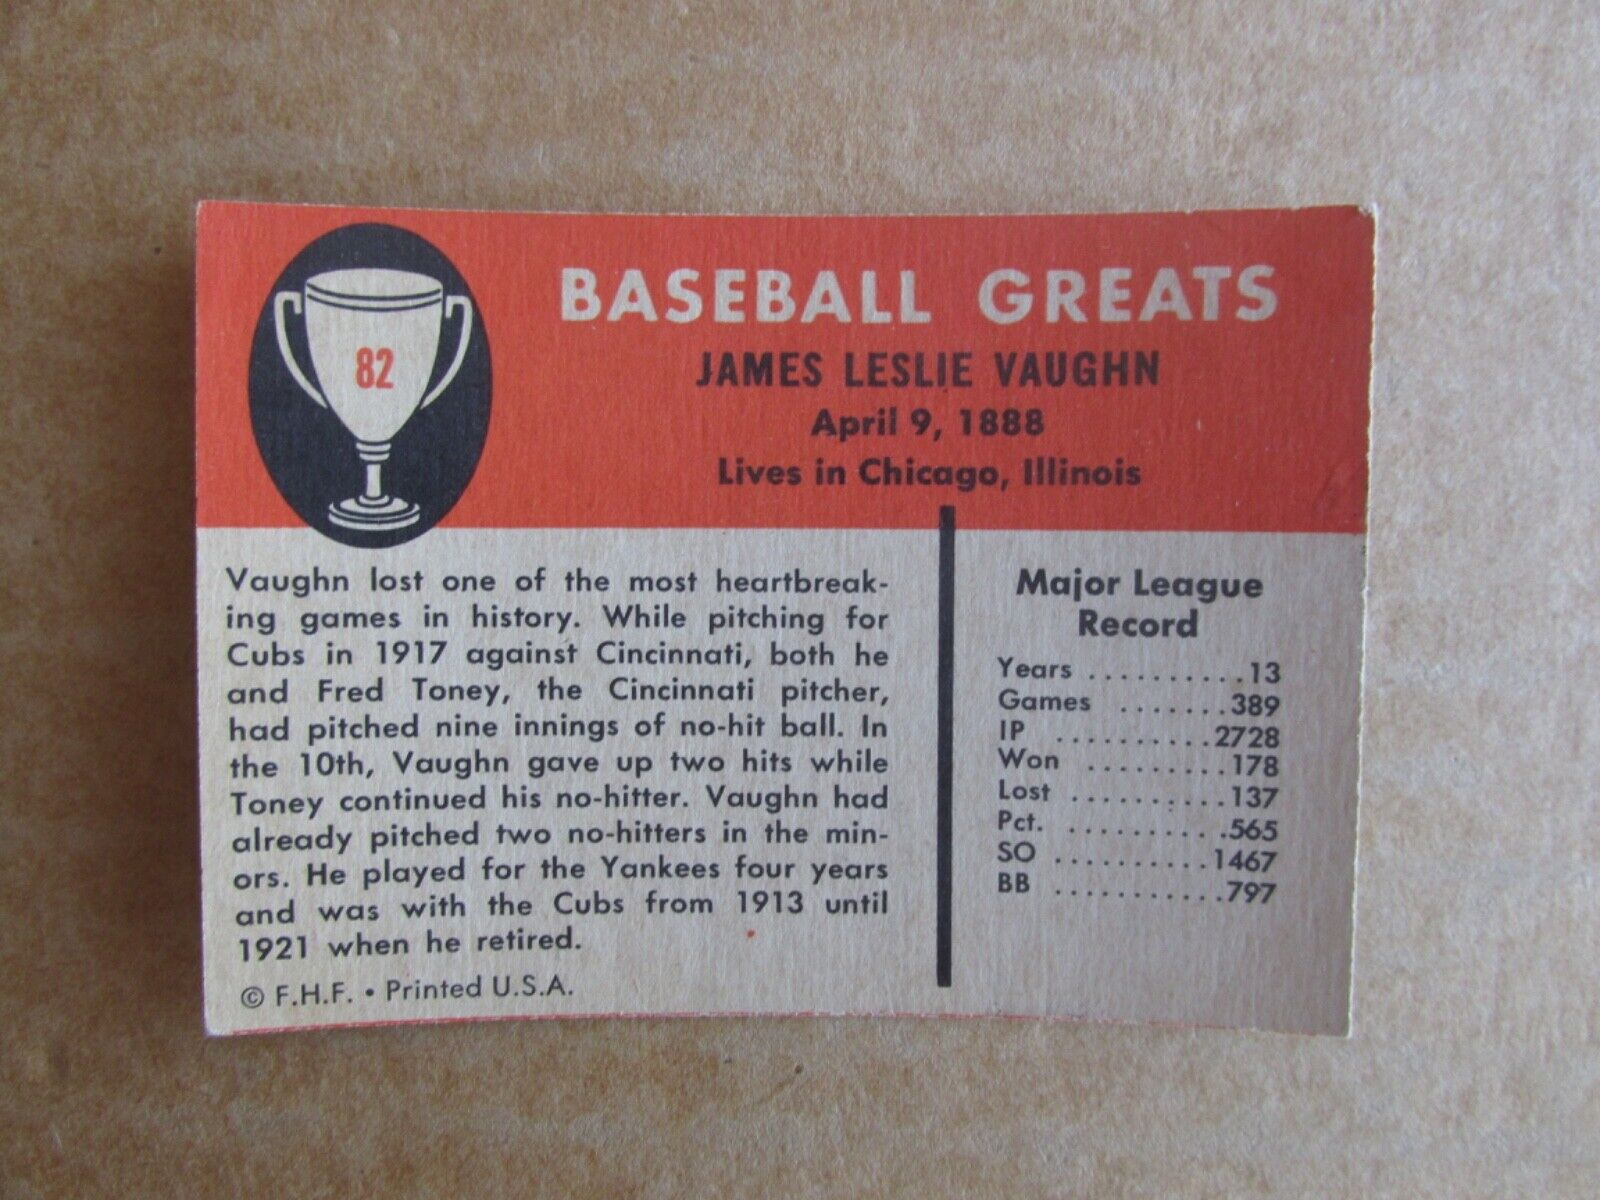 82
BASEBALL GREATS
JAMES LESLIE VAUGHN
April 9, 1888
Lives in Chicago, Illinois
Vaughn lost one of the most heartbreak-
ing games in history. While pitching for
Cubs in 1917 against Cincinnati, both he
and Fred Toney, the Cincinnati pitcher,
had pitched nine innings of no-hit ball. In
the 10th, Vaughn gave up two hits while
Toney continued his no-hitter. Vaughn had
already pitched two no-hitters in the min-
ors. He played for the Yankees four years
and was with the Cubs from 1913 until
1921 when he retired.
© F.H.F. • Printed U.S.A.
Major League
Record
Years ..........13
Games .......389
IP ..........2728
Won .........178
Lost ..........137
Pct. ..........565
SO ..........1467
BB ...........797